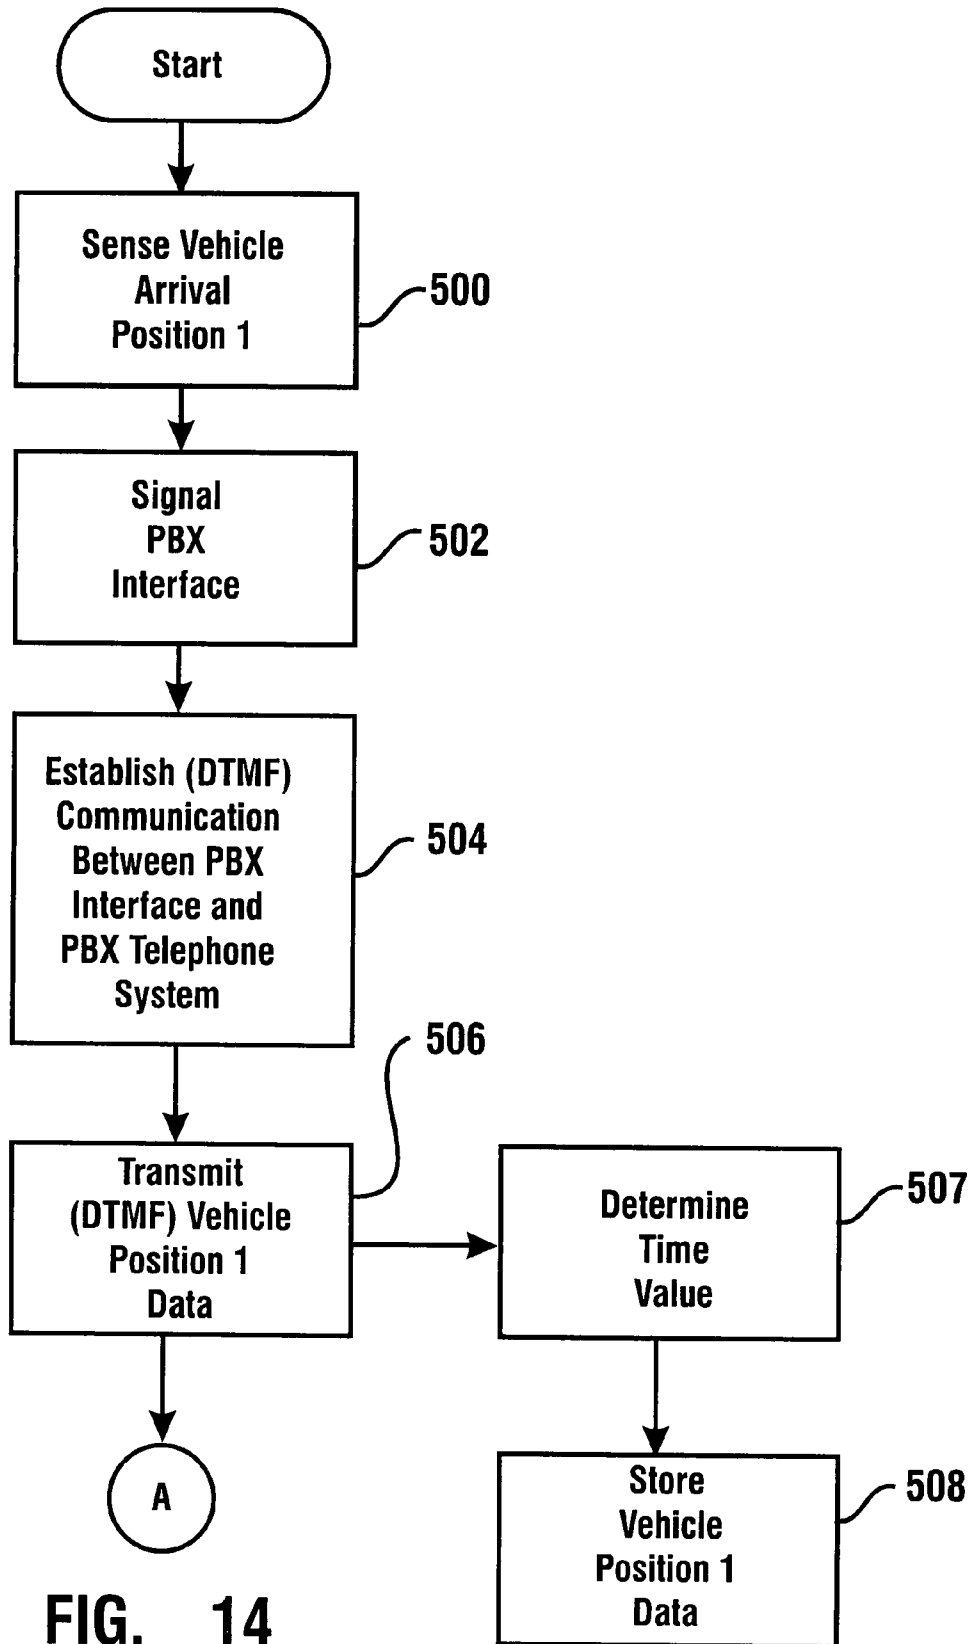 Start
Sense Vehicle
Arrival
Position 1
500
Signal
PBX
Interface
502
Establish (DTMF)
Communication
Between PBX
Interface and
PBX Telephone
System
504
506
Transmit
(DTMF) Vehicle
Position 1
Data
Determine
Time
Value
507
A
Store
Vehicle
Position 1
Data
508
FIG. 14